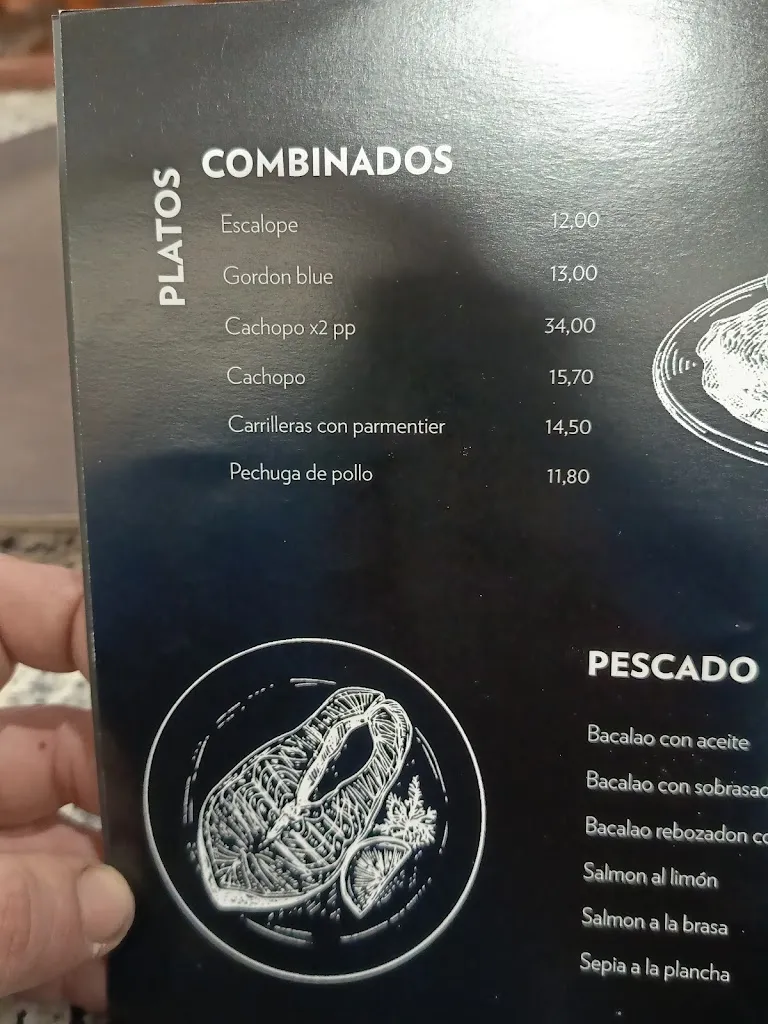 PLATOS
COMBINADOS
Escalope 12,00
Gordon blue 13,00
Cachopo x2 pp 34,00
Cachopo 15,70
Carrilleras con parmentier 14,50
Pechuga de pollo 11,80
PESCADO
Bacalao con aceite
Bacalao con
Bacalao rebozadon
Salmon al limón
Salmon a la brasa
Sepia a la plancha